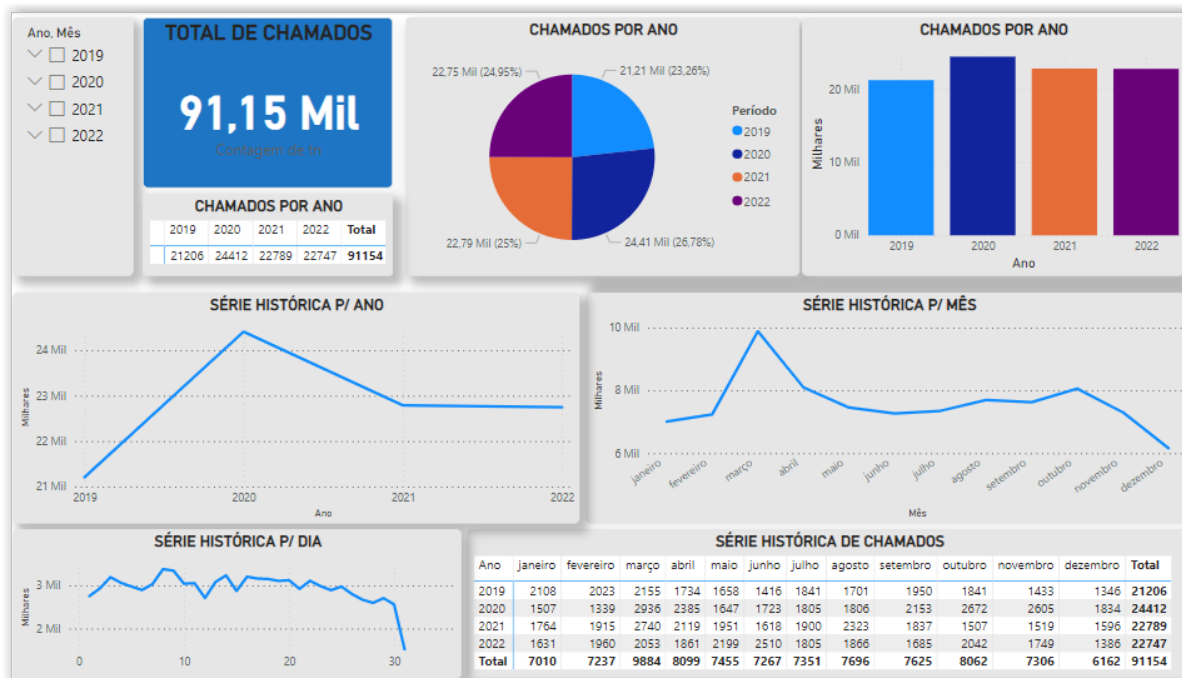 Ano, Mês
2019
2020
2021
2022
TOTAL DE CHAMADOS
91,15 Mil
Contagem de tn
CHAMADOS POR ANO
2019 2020 2021 2022 Total
21206 24412 22789 22747 91154
CHAMADOS POR ANO
22,75 Mil (24,95%)
21,21 Mil (23,26%)
22,79 Mil (25%)
24,41 Mil (26,78%)
Período
2019
2020
2021
2022
CHAMADOS POR ANO
Milhares
20 Mil
10 Mil
0 Mil
2019 2020 2021 2022
Ano
SÉRIE HISTÓRICA P/ ANO
Milhares
24 Mil
23 Mil
22 Mil
21 Mil
2019 2020 2021 2022
Ano
SÉRIE HISTÓRICA P/ MÊS
Milhares
10 Mil
8 Mil
6 Mil
janeiro fevereiro março abril maio junho julho agosto setembro outubro novembro dezembro
Mês
SÉRIE HISTÓRICA P/ DIA
Milhares
3 Mil
2 Mil
0 10 20 30
SÉRIE HISTÓRICA DE CHAMADOS
Ano janeiro fevereiro março abril maio junho julho agosto setembro outubro novembro dezembro Total
2019 2108 2023 2155 1734 1658 1416 1841 1701 1950 1841 1433 1346 21206
2020 1507 1339 2936 2385 1647 1723 1805 1806 2153 2672 2605 1834 24412
2021 1764 1915 2740 2119 1951 1618 1900 2323 1837 1507 1519 1596 22789
2022 1631 1960 2053 1861 2199 2510 1805 1866 1685 2042 1749 1386 22747
Total 7010 7237 9884 8099 7455 7267 7351 7696 7625 8062 7306 6162 91154